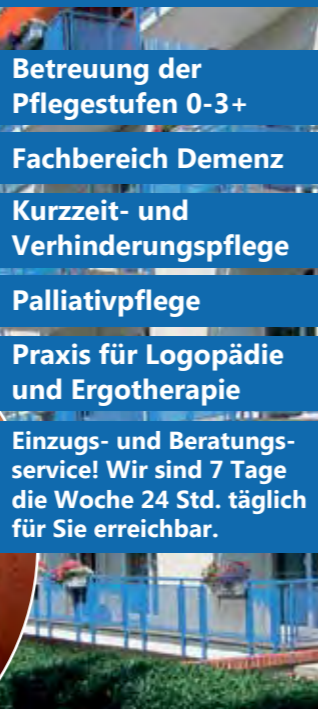 Betreuung der
Pflegestufen 0-3+
Fachbereich Demenz
Kurzzeit- und
Verhinderungspflege
Palliativpflege
Praxis für Logopädie
und Ergotherapie
Einzugs- und Beratungs-
service! Wir sind 7 Tage
die Woche 24 Std. täglich
für Sie erreichbar.